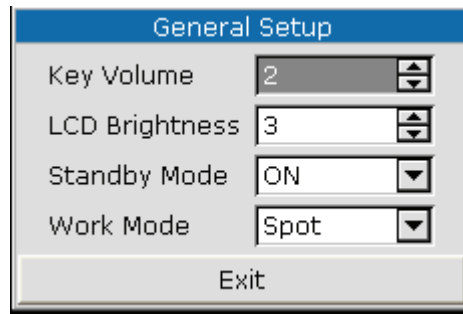 General Setup
Key Volume 2
LCD Brightness 3
Standby Mode ON
Work Mode Spot
Exit